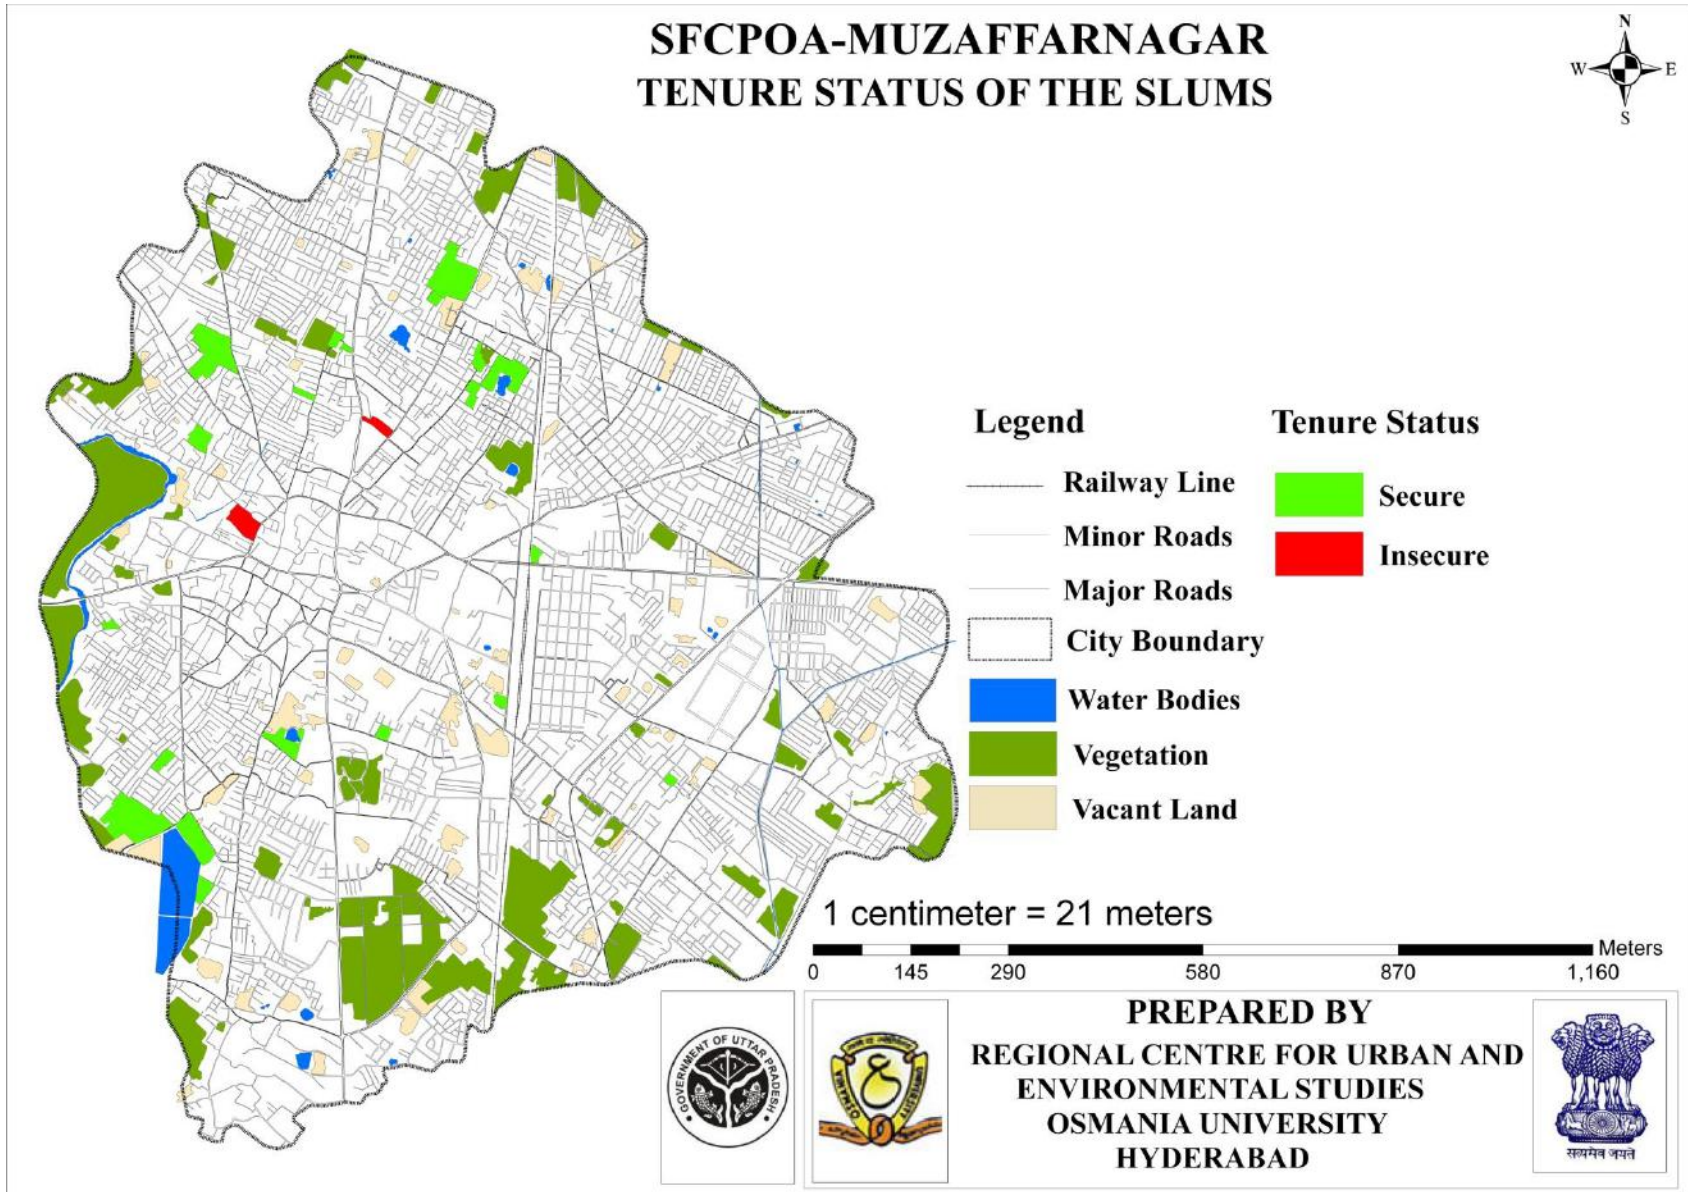 SFCPOA-MUZAFFARNAGAR
TENURE STATUS OF THE SLUMS
N
W E
S
Legend
Railway Line
Minor Roads
Major Roads
City Boundary
Water Bodies
Vegetation
Vacant Land
Tenure Status
Secure
Insecure
1 centimeter = 21 meters
Meters
0 145 290 580 870 1,160
GOVERNMENT OF UTTAR PRADESH
OSMANIA UNIVERSITY
PREPARED BY
REGIONAL CENTRE FOR URBAN AND
ENVIRONMENTAL STUDIES
OSMANIA UNIVERSITY
HYDERABAD
सत्यमेव जयते